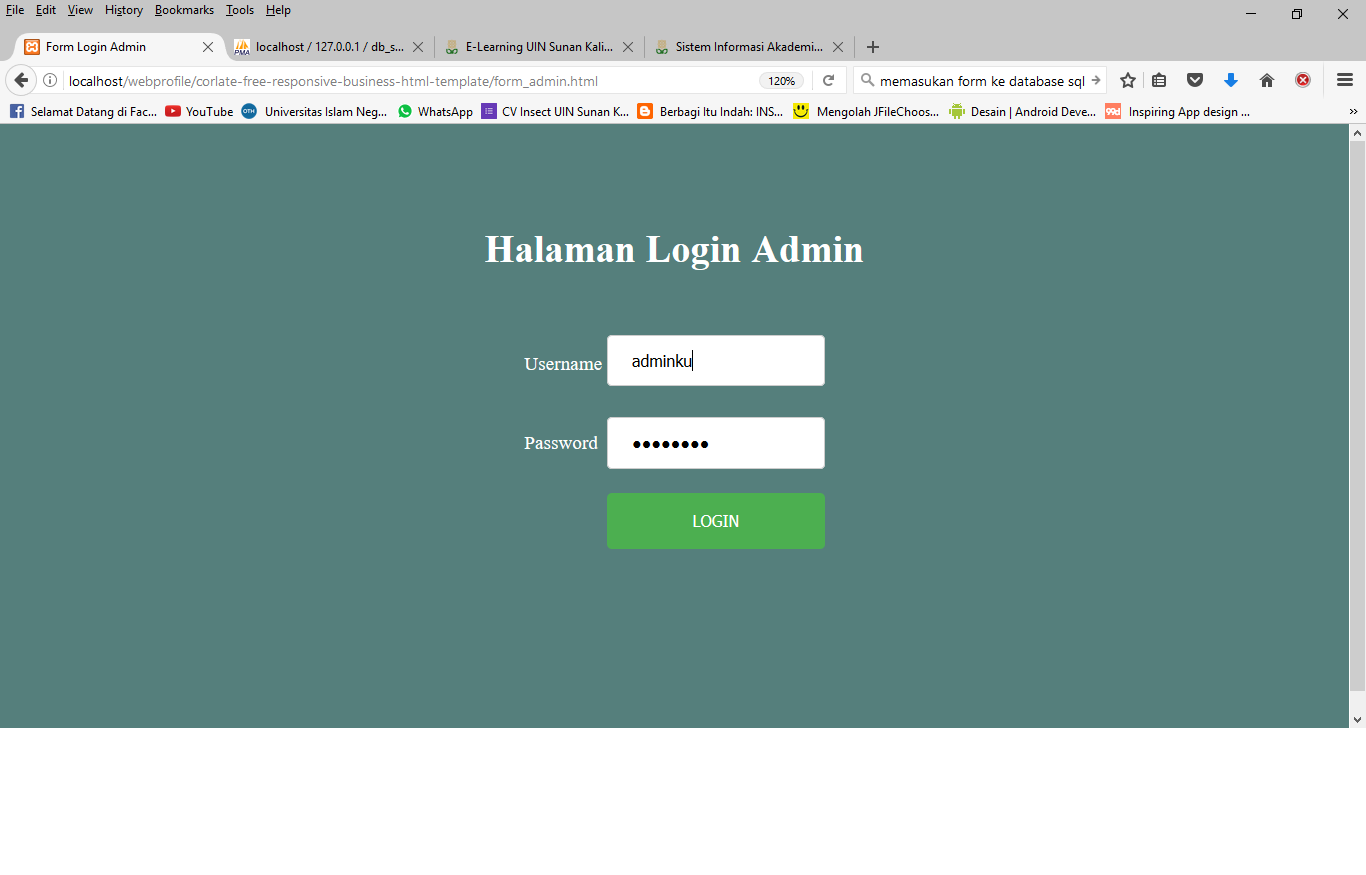 File Edit View History Bookmarks Tools Help
Form Login Admin localhost / 127.0.0.1 / db_s... E-Learning UIN Sunan Kali... Sistem Informasi Akademi...
localhost/webprofile/corlate-free-responsive-business-html-template/form_admin.html 120% memasukan form ke database sql
Selamat Datang di Fac... YouTube Universitas Islam Neg... WhatsApp CV Insect UIN Sunan K... Berbagi Itu Indah: INS... Mengolah JFileChoos... Desain | Android Deve... Inspiring App design ...
Halaman Login Admin
Username adminku
Password ••••••••
LOGIN